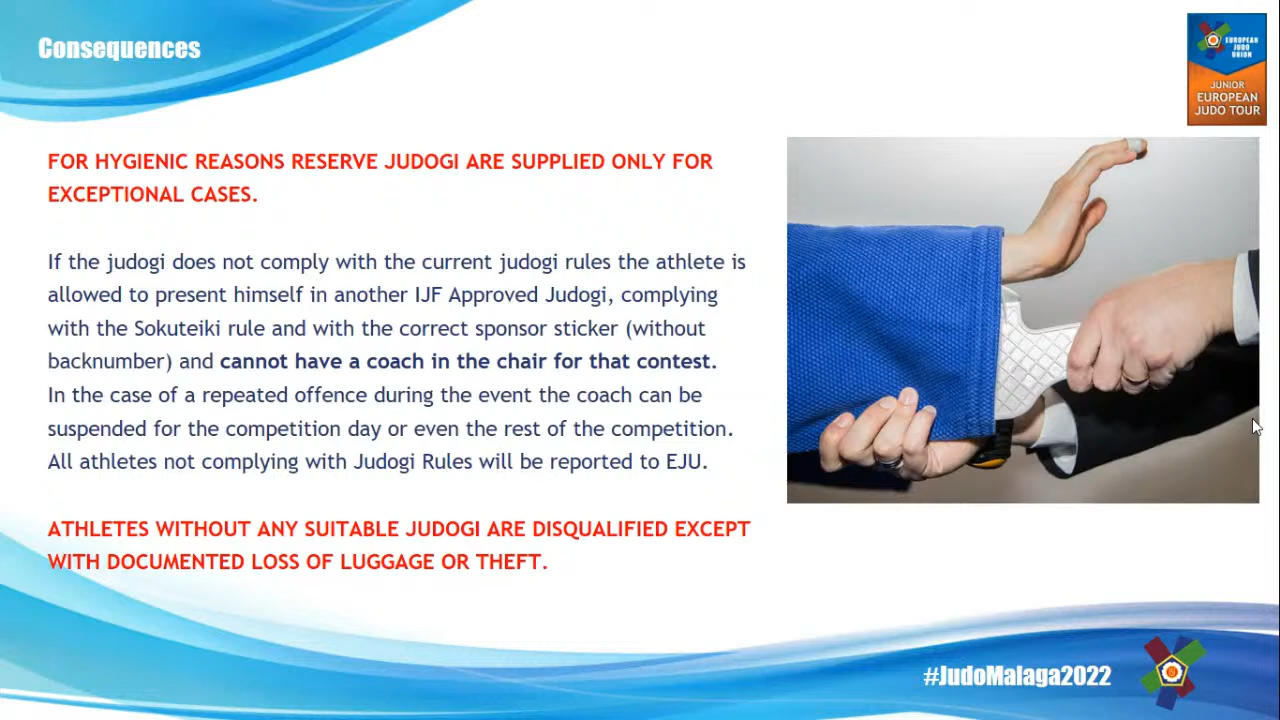 Consequences
EUROPEAN
JUDO
UNION
JUNIOR
EUROPEAN
JUDO TOUR
FOR HYGIENIC REASONS RESERVE JUDOGI ARE SUPPLIED ONLY FOR
EXCEPTIONAL CASES.
If the judogi does not comply with the current judogi rules the athlete is
allowed to present himself in another IJF Approved Judogi, complying
with the Sokuteiki rule and with the correct sponsor sticker (without
backnumber) and cannot have a coach in the chair for that contest.
In the case of a repeated offence during the event the coach can be
suspended for the competition day or even the rest of the competition.
All athletes not complying with Judogi Rules will be reported to EJU.
ATHLETES WITHOUT ANY SUITABLE JUDOGI ARE DISQUALIFIED EXCEPT
WITH DOCUMENTED LOSS OF LUGGAGE OR THEFT.
#JudoMalaga2022